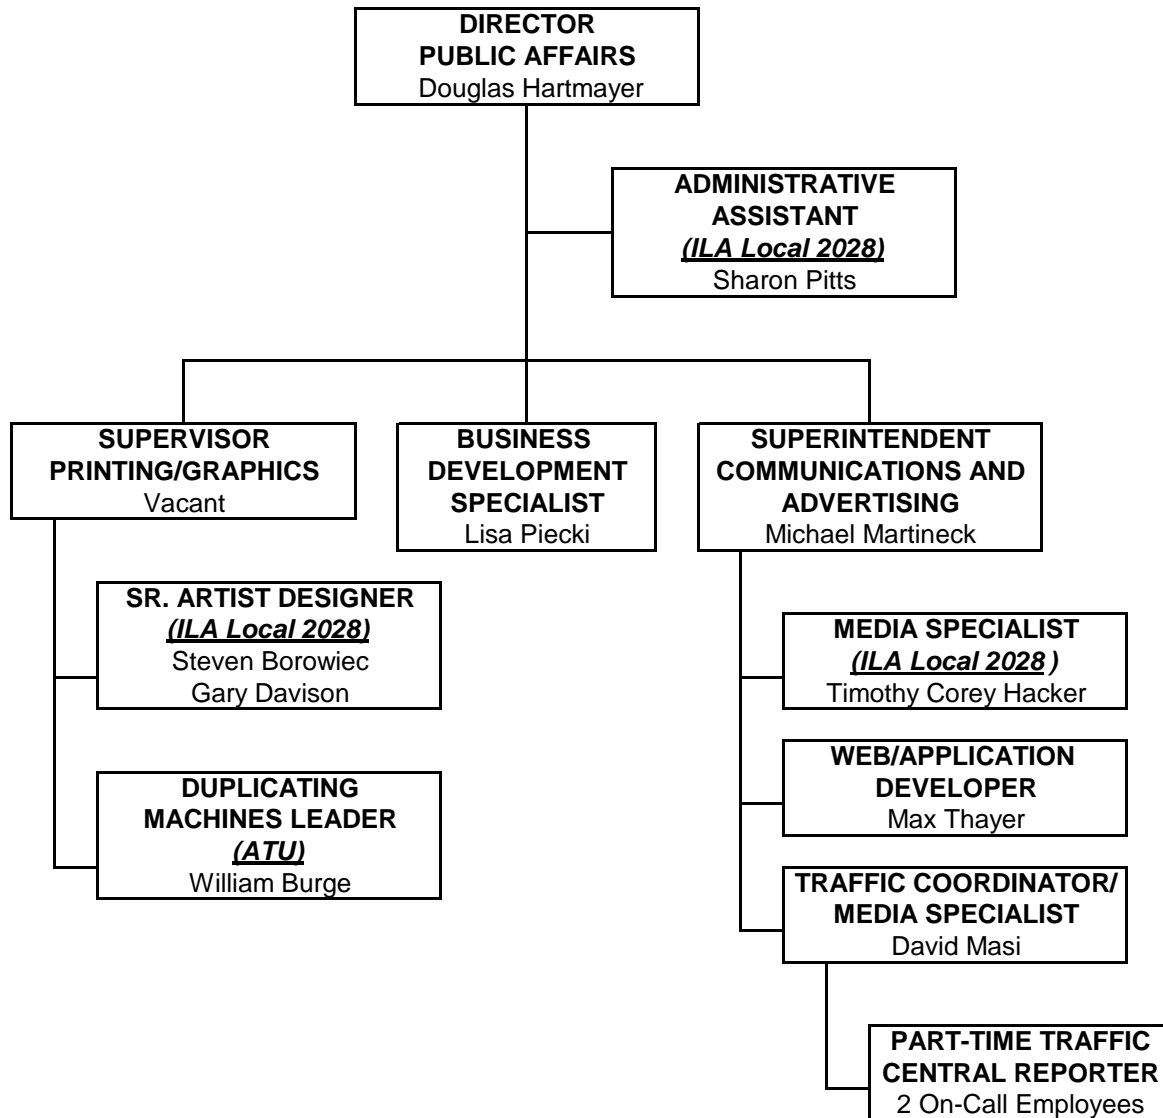 DIRECTOR
PUBLIC AFFAIRS
Douglas Hartmayer
ADMINISTRATIVE
ASSISTANT
(ILA Local 2028)
Sharon Pitts
SUPERVISOR
PRINTING/GRAPHICS
Vacant
BUSINESS
DEVELOPMENT
SPECIALIST
Lisa Piecki
SUPERINTENDENT
COMMUNICATIONS AND
ADVERTISING
Michael Martineck
SR. ARTIST DESIGNER
(ILA Local 2028)
Steven Borowiec
Gary Davison
DUPLICATING
MACHINES LEADER
(ATU)
William Burge
MEDIA SPECIALIST
(ILA Local 2028 )
Timothy Corey Hacker
WEB/APPLICATION
DEVELOPER
Max Thayer
TRAFFIC COORDINATOR/
MEDIA SPECIALIST
David Masi
PART-TIME TRAFFIC
CENTRAL REPORTER
2 On-Call Employees